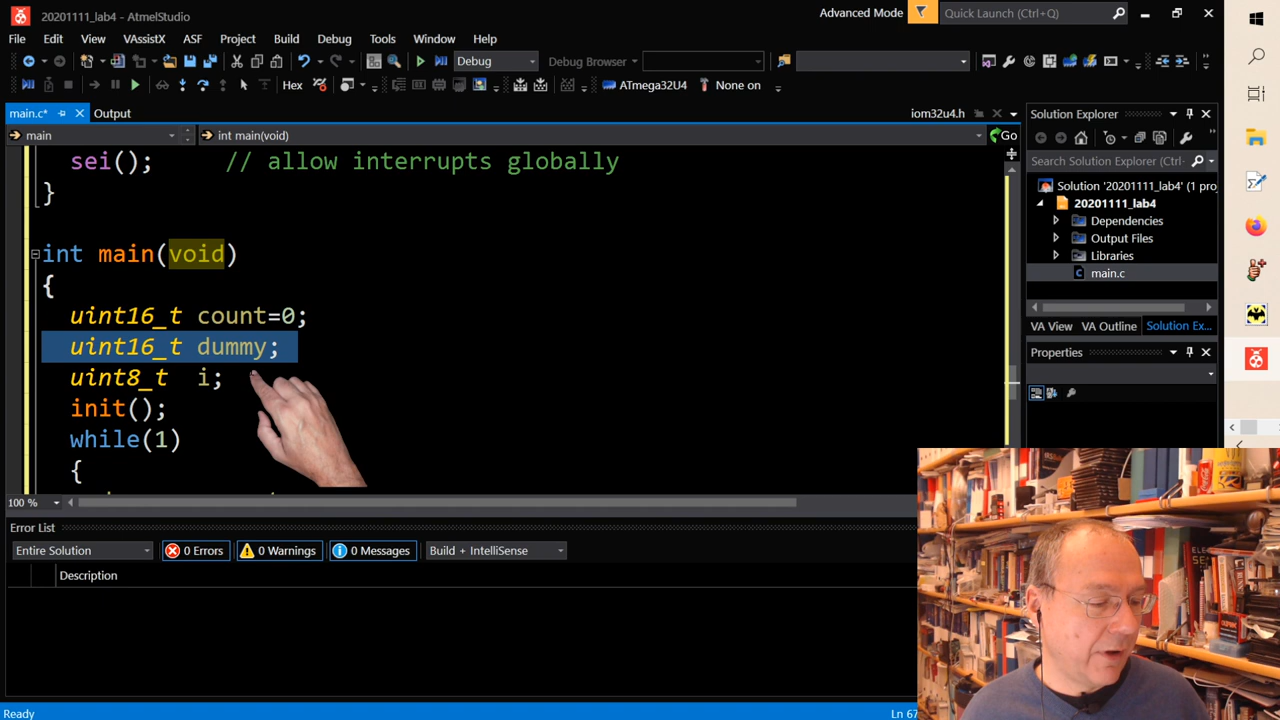 20201111_lab4 - AtmelStudio
Advanced Mode
Quick Launch (Ctrl+Q)
File Edit View VAssistX ASF Project Build Debug Tools Window Help
Debug
Debug Browser
Hex
ATmega32U4
None on
main.c*
Output
iom32u4.h
main
int main(void)
Go
sei(); // allow interrupts globally
}
int main(void)
{
uint16_t count=0;
uint16_t dummy;
uint8_t i;
init();
while(1)
{
100 %
Error List
Entire Solution
0 Errors
0 Warnings
0 Messages
Build + IntelliSense
Description
Ready
Ln 67
Solution Explorer
Search Solution Explorer (Ctrl-
Solution '20201111_lab4' (1 proj
20201111_lab4
Dependencies
Output Files
Libraries
main.c
VA View VA Outline Solution Ex...
Properties